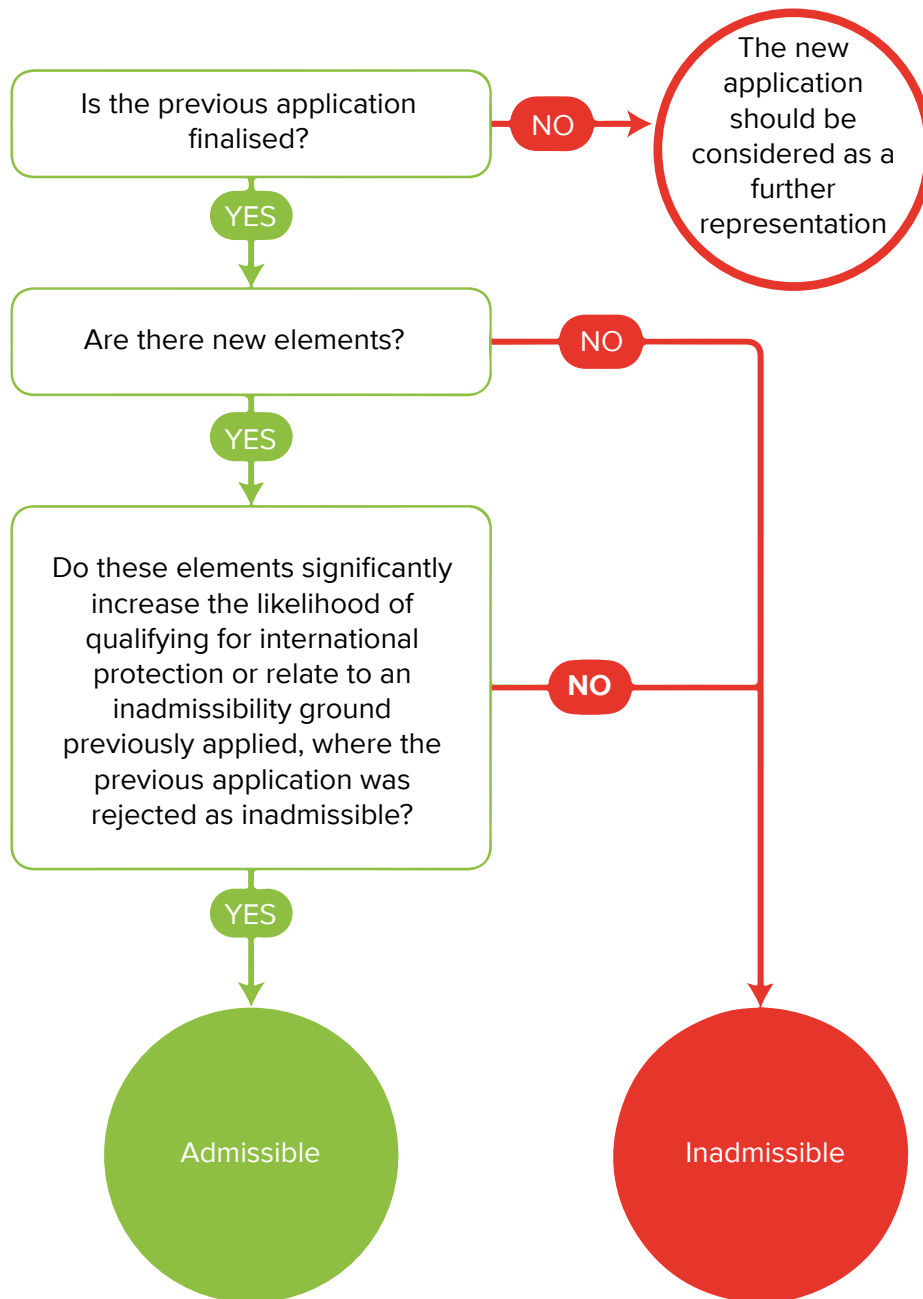 Is the previous application
finalised?
NO
The new
application
should be
considered as a
further
representation
YES
Are there new elements?
NO
YES
Do these elements significantly
increase the likelihood of
qualifying for international
protection or relate to an
inadmissibility ground
previously applied, where the
previous application was
rejected as inadmissible?
NO
YES
Admissible
Inadmissible